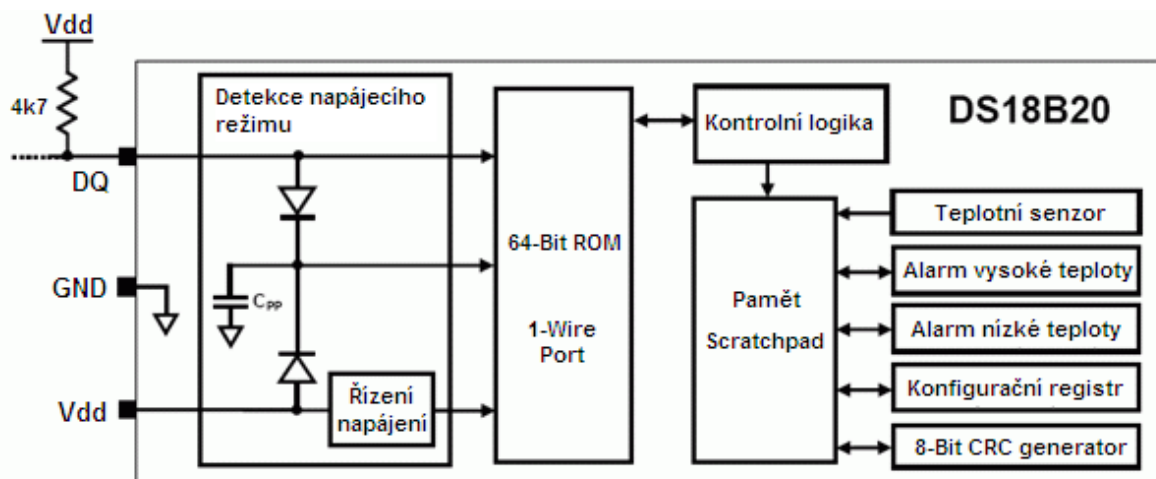 Vdd
4k7
DQ
GND
Vdd
Detekce napájecího
režimu
CPP
Řízení
napájení
64-Bit ROM
1-Wire
Port
Kontrolní logika
DS18B20
Pamět
Scratchpad
Teplotní senzor
Alarm vysoké teploty
Alarm nízké teploty
Konfigurační registr
8-Bit CRC generator